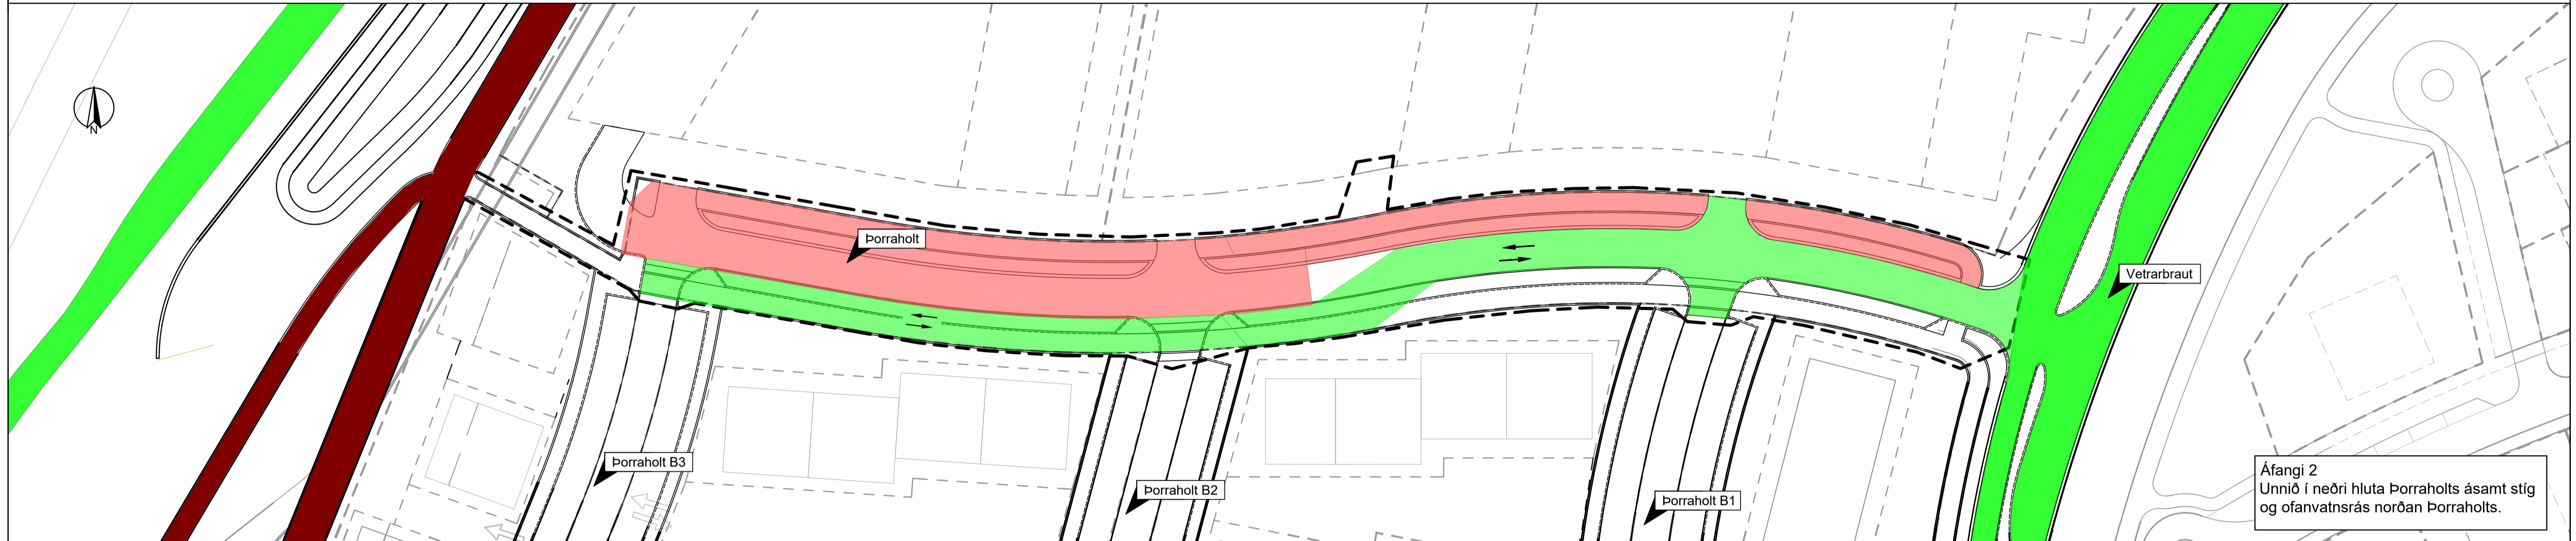 N
Þorraholt
Vetrarbraut
Þorraholt B3
Þorraholt B2
Þorraholt B1
Áfangi 2
Unnið í neðri hluta Þorraholts ásamt stíg
og ofanvatnsrás norðan Þorraholts.